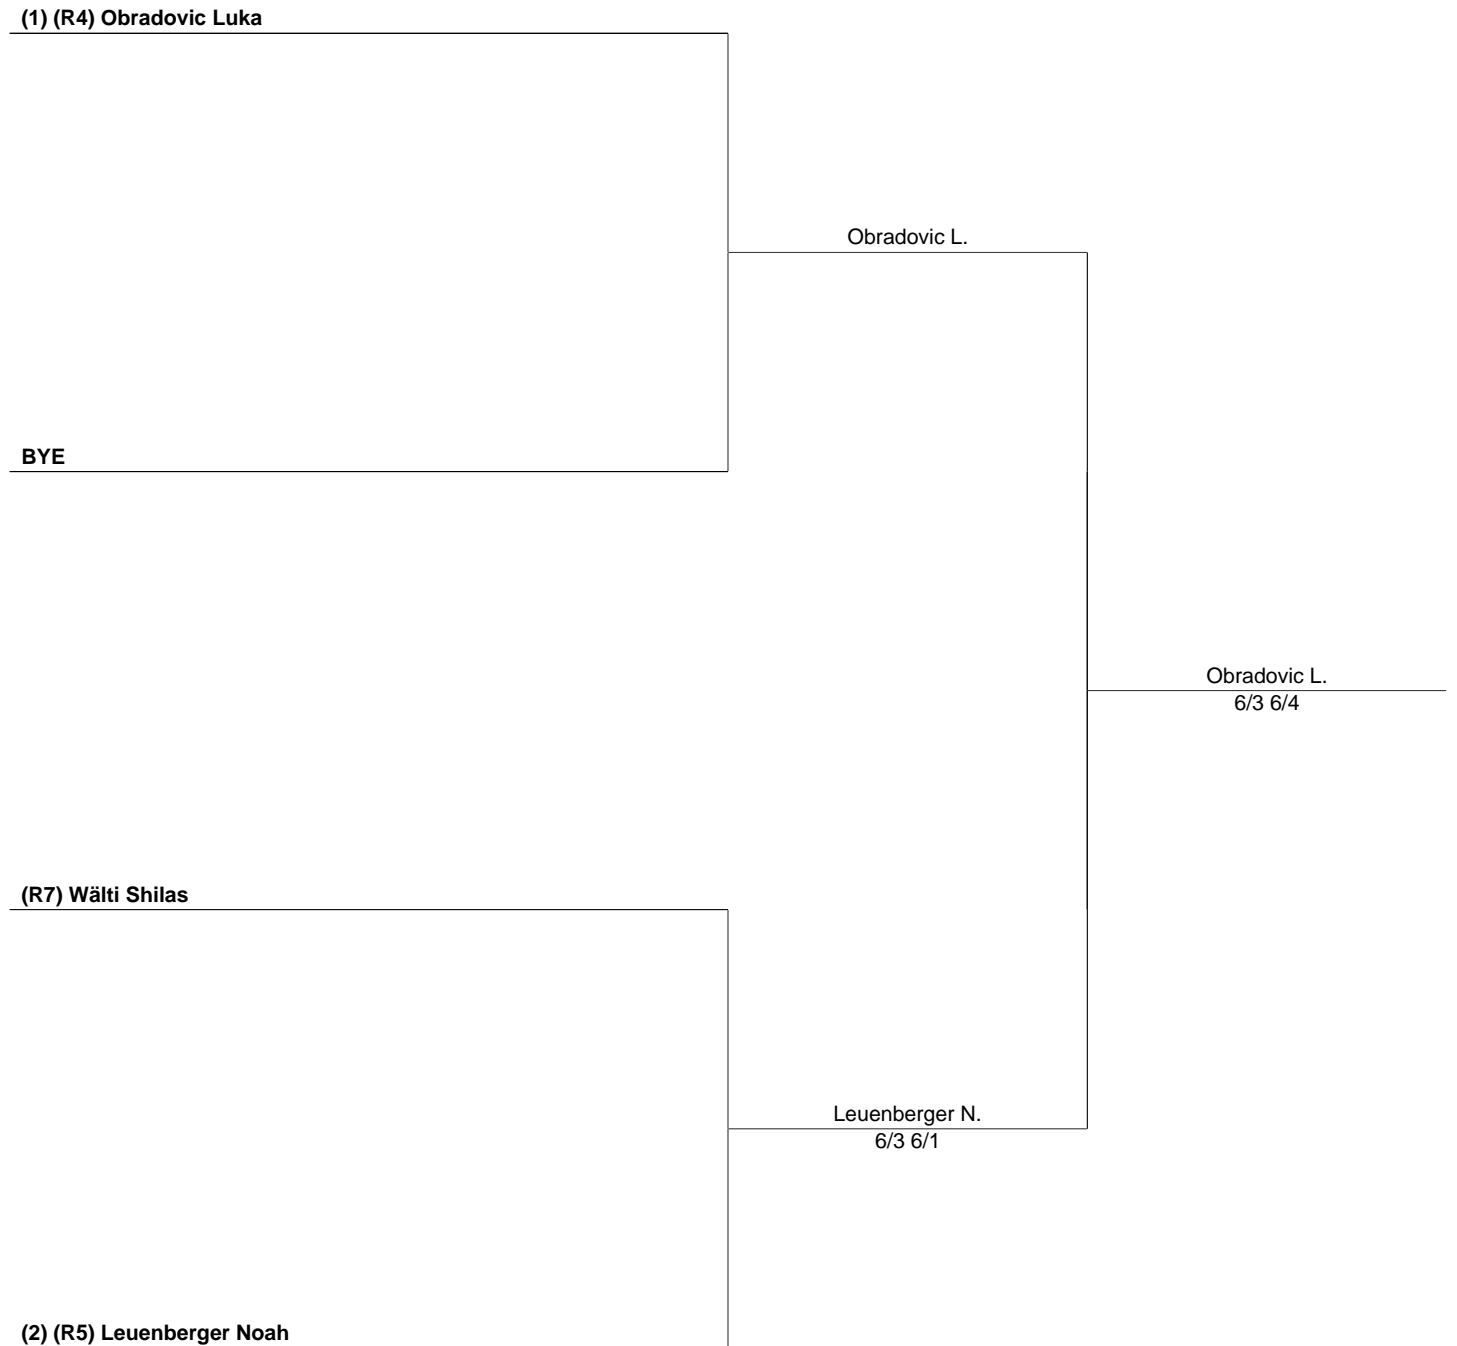 (1) (R4) Obradovic Luka
Obradovic L.
BYE
Obradovic L.
6/3 6/4
(R7) Wälti Shilas
Leuenberger N.
6/3 6/1
(2) (R5) Leuenberger Noah